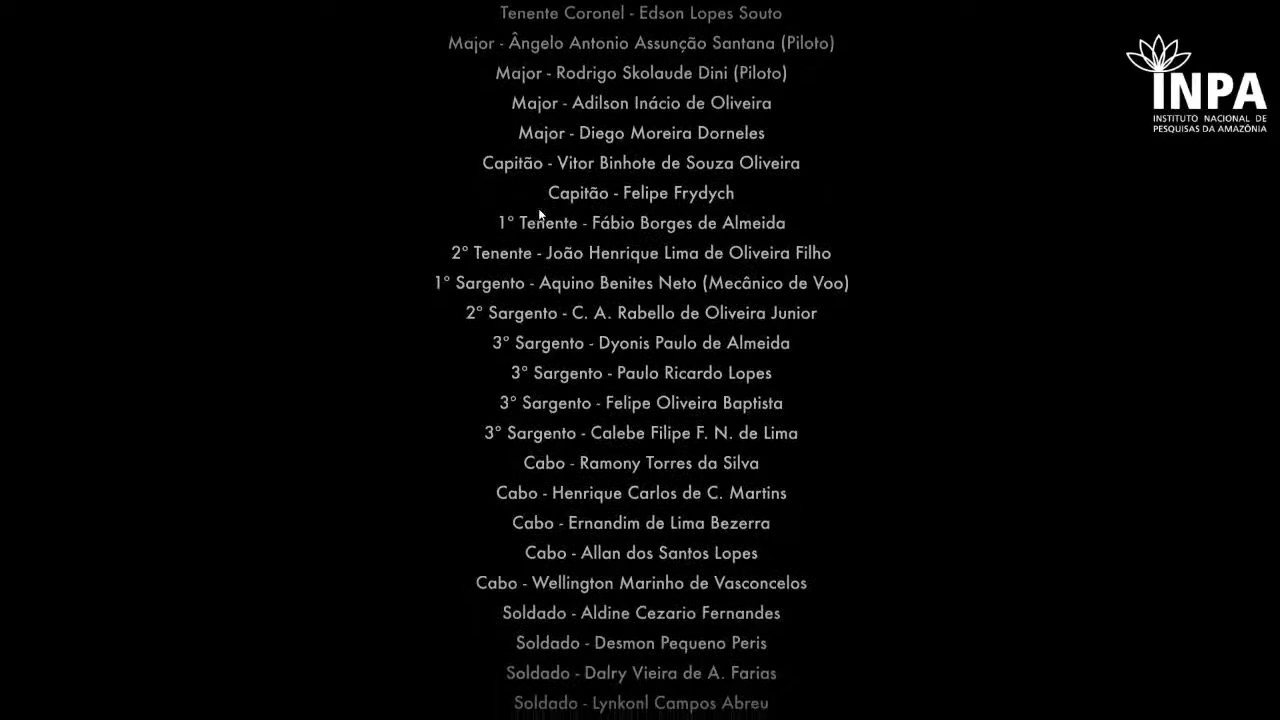 Tenente Coronel - Edson Lopes Souto
Major - Ângelo Antonio Assunção Santana (Piloto)
Major - Rodrigo Skolaude Dini (Piloto)
Major - Adilson Inácio de Oliveira
Major - Diego Moreira Dorneles
Capitão - Vitor Binhote de Souza Oliveira
Capitão - Felipe Frydych
1° Tenente - Fábio Borges de Almeida
2° Tenente - João Henrique Lima de Oliveira Filho
1° Sargento - Aquino Benites Neto (Mecânico de Voo)
2° Sargento - C. A. Rabello de Oliveira Junior
3° Sargento - Dyonis Paulo de Almeida
3° Sargento - Paulo Ricardo Lopes
3° Sargento - Felipe Oliveira Baptista
3° Sargento - Calebe Filipe F. N. de Lima
Cabo - Ramony Torres da Silva
Cabo - Henrique Carlos de C. Martins
Cabo - Ernandim de Lima Bezerra
Cabo - Allan dos Santos Lopes
Cabo - Wellington Marinho de Vasconcelos
Soldado - Aldine Cezario Fernandes
Soldado - Desmon Pequeno Peris
Soldado - Dalry Vieira de A. Farias
Soldado - Lynkonl Campos Abreu
INPA
INSTITUTO NACIONAL DE
PESQUISAS DA AMAZÔNIA